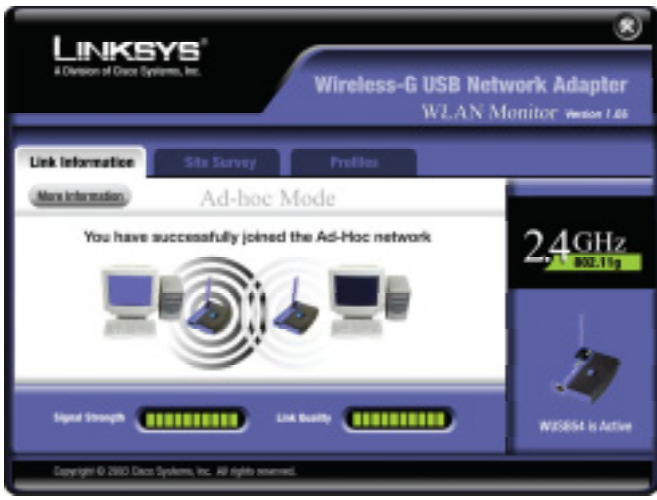 LINKSYS®
A Division of Cisco Systems, Inc.
Wireless-G USB Network Adapter
WLAN Monitor Version 1.05
Link Information
Site Survey
Profiles
More Information
Ad-hoc Mode
You have successfully joined the Ad-Hoc network
2.4GHz
802.11g
Signal Strength
Link Quality
WUSB54 is Active
Copyright © 2003 Cisco Systems, Inc. All rights reserved.